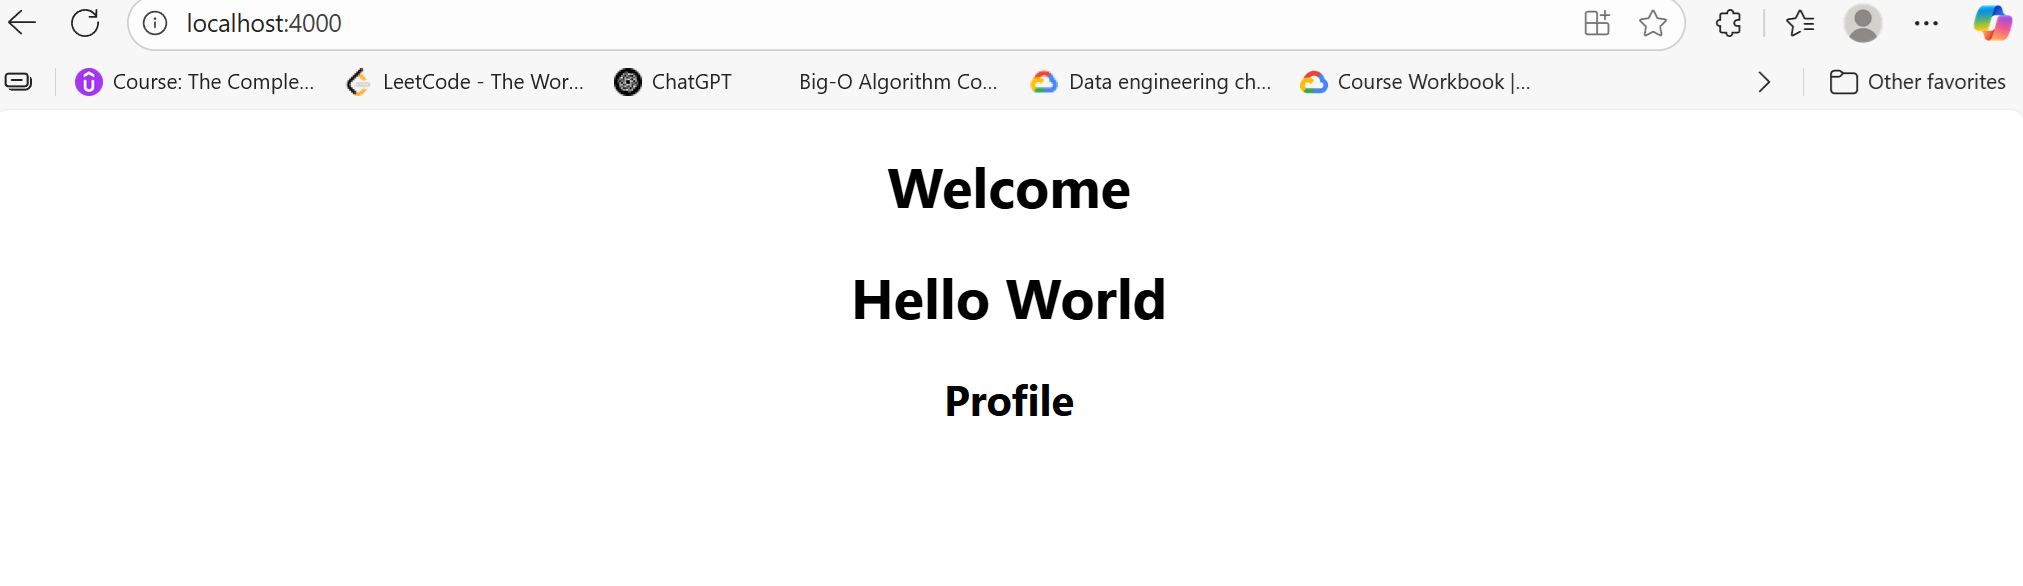 localhost:4000
Course: The Comple... LeetCode - The Wor... ChatGPT Big-O Algorithm Co... Data engineering ch... Course Workbook |... Other favorites
Welcome
Hello World
Profile